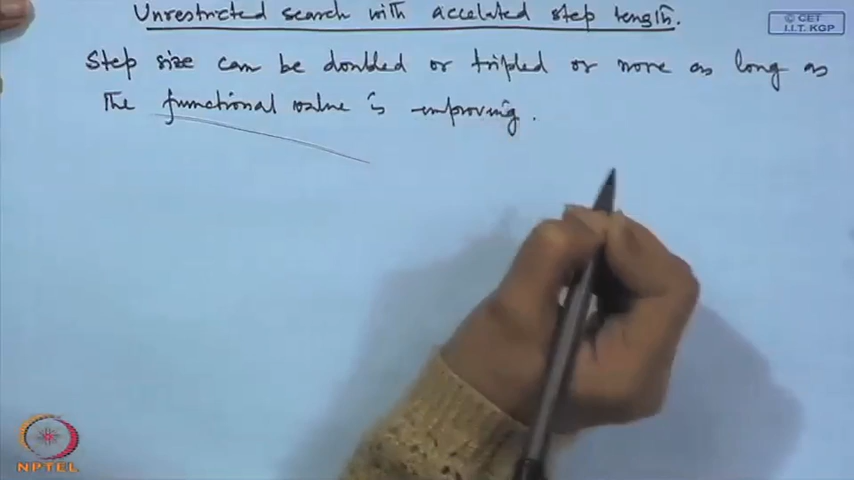 Unrestricted search with accelated step length.
© CET
I.I.T. KGP
Step size can be doubled or tripled or more as long as
the functional value is improving.
NPTEL